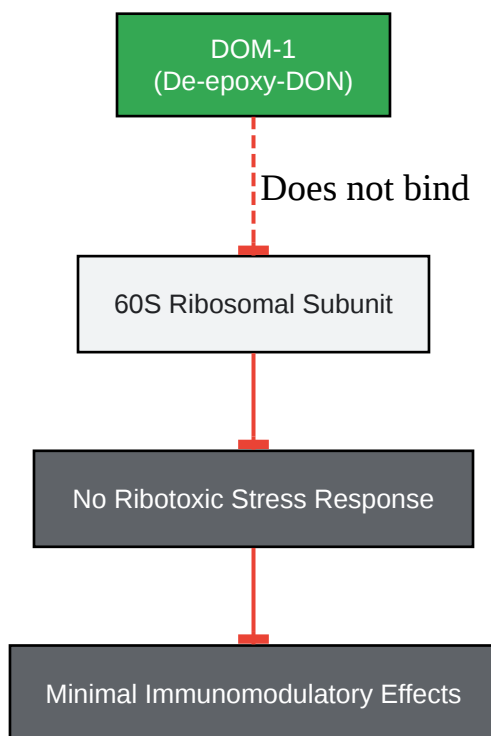 DOM-1
(De-epoxy-DON)
Does not bind
60S Ribosomal Subunit
No Ribotoxic Stress Response
Minimal Immunomodulatory Effects